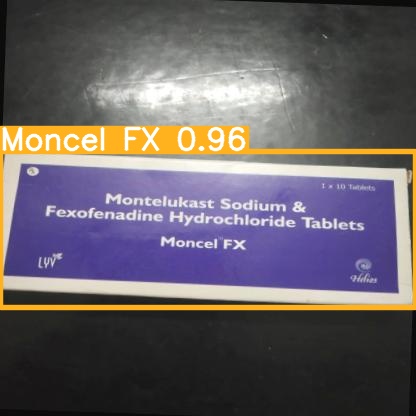 Moncel FX 0.96
1 x 10 Tablets
Montelukast Sodium &
Fexofenadine Hydrochloride Tablets
Moncel FX
Helios